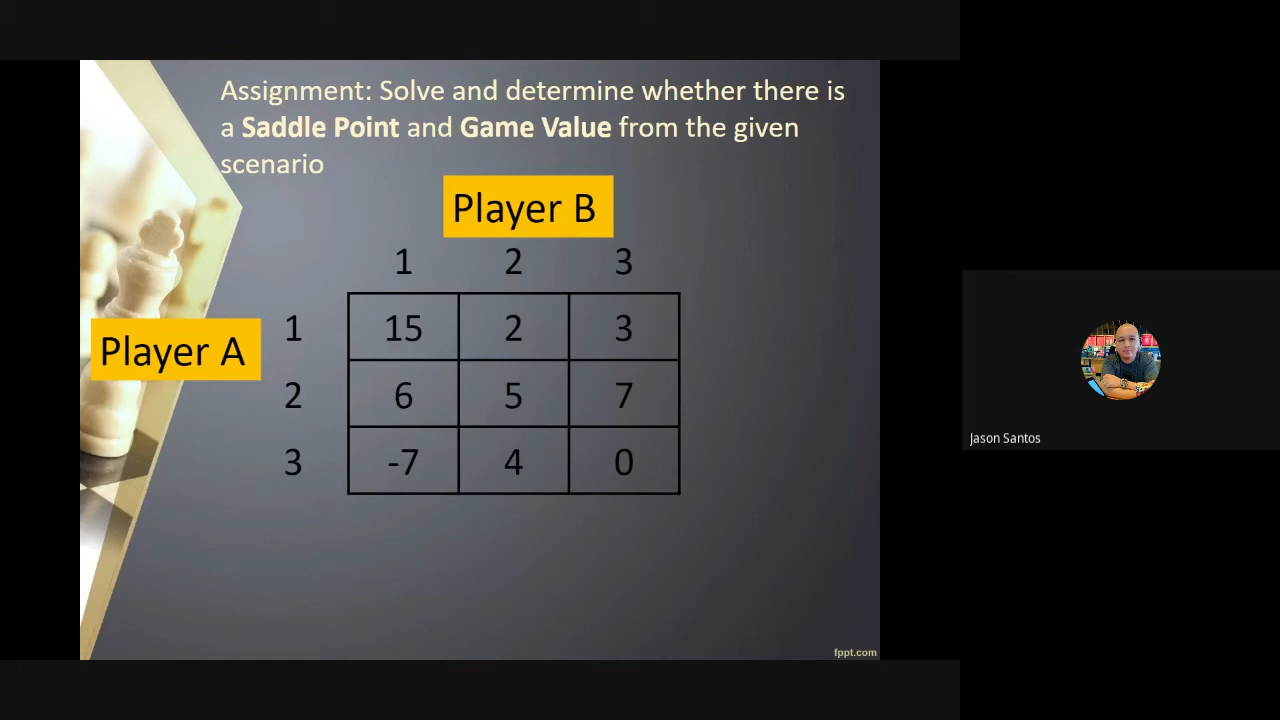 Assignment: Solve and determine whether there is
a Saddle Point and Game Value from the given
scenario
Player B
1 2 3
Player A
1 15 2 3
2 6 5 7
3 -7 4 0
Jason Santos
fppt.com